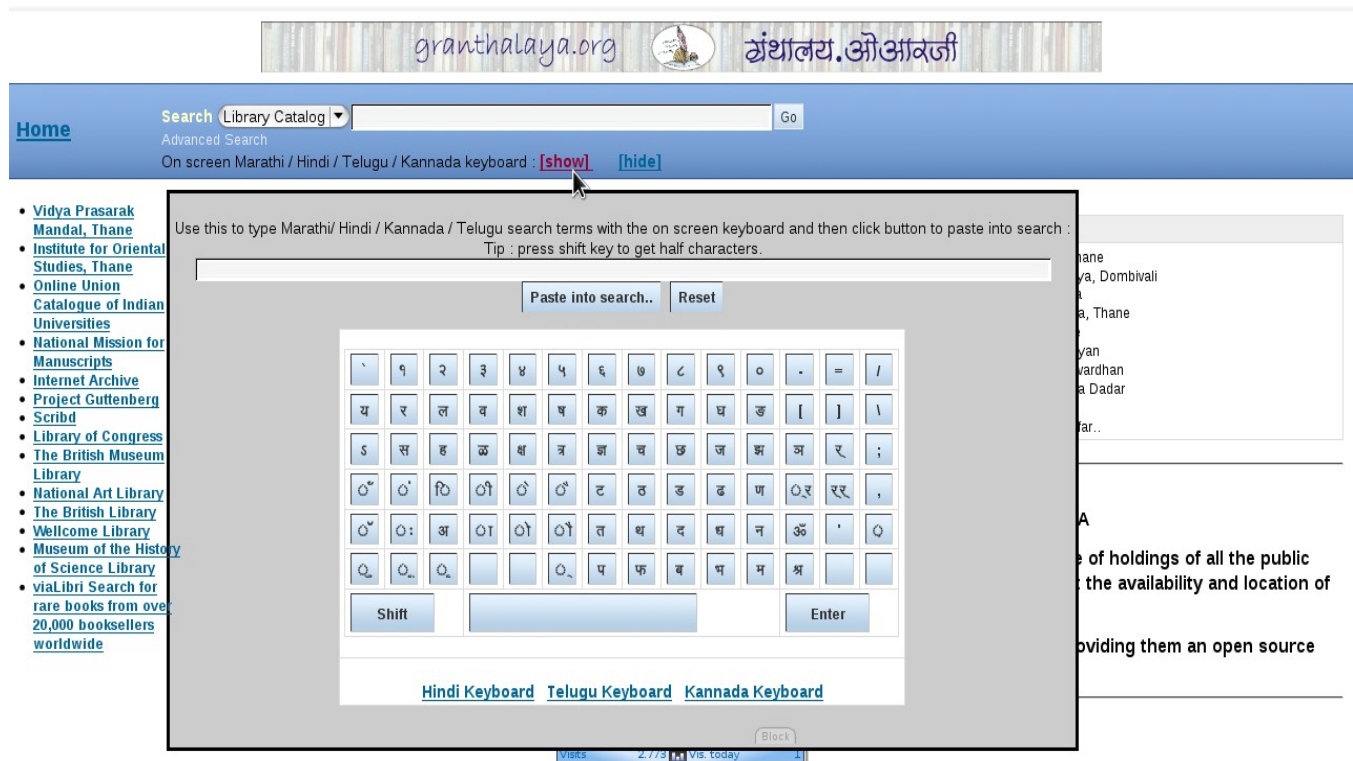 granthalaya.org ग्रंथालय.ओआरजी
Home
Search Library Catalog Go
Advanced Search
On screen Marathi / Hindi / Telugu / Kannada keyboard : [show] [hide]
Vidya Prasarak
Mandal, Thane
Institute for Oriental
Studies, Thane
Online Union
Catalogue of Indian
Universities
National Mission for
Manuscripts
Internet Archive
Project Guttenberg
Scribd
Library of Congress
The British Museum
Library
National Art Library
The British Library
Wellcome Library
Museum of the History
of Science Library
viaLibri Search for
rare books from over
20,000 booksellers
worldwide
Use this to type Marathi/ Hindi / Kannada / Telugu search terms with the on screen keyboard and then click button to paste into search :
Tip : press shift key to get half characters.
Paste into search.. Reset
` १ २ ३ ४ ५ ६ ७ ८ ९ ० . = /
य र ल व श ष क ख ग घ ङ [ ] \
ऽ स ह ळ क्ष त्र ज्ञ च छ ज झ ञ र् ;
ँ ं ि ी े ै ट ठ ड ढ ण ्र रर् ,
ॅ ः अ ा ो ौ त थ द ध न ॐ ' ़
ृ ु ू ् प फ ब भ म श्र
Shift Enter
Hindi Keyboard Telugu Keyboard Kannada Keyboard
Block
ya, Dombivali
a, Thane
a Dadar
far..
A
e of holdings of all the public
the availability and location of
oviding them an open source
Visits 2.773 Vis. today 1